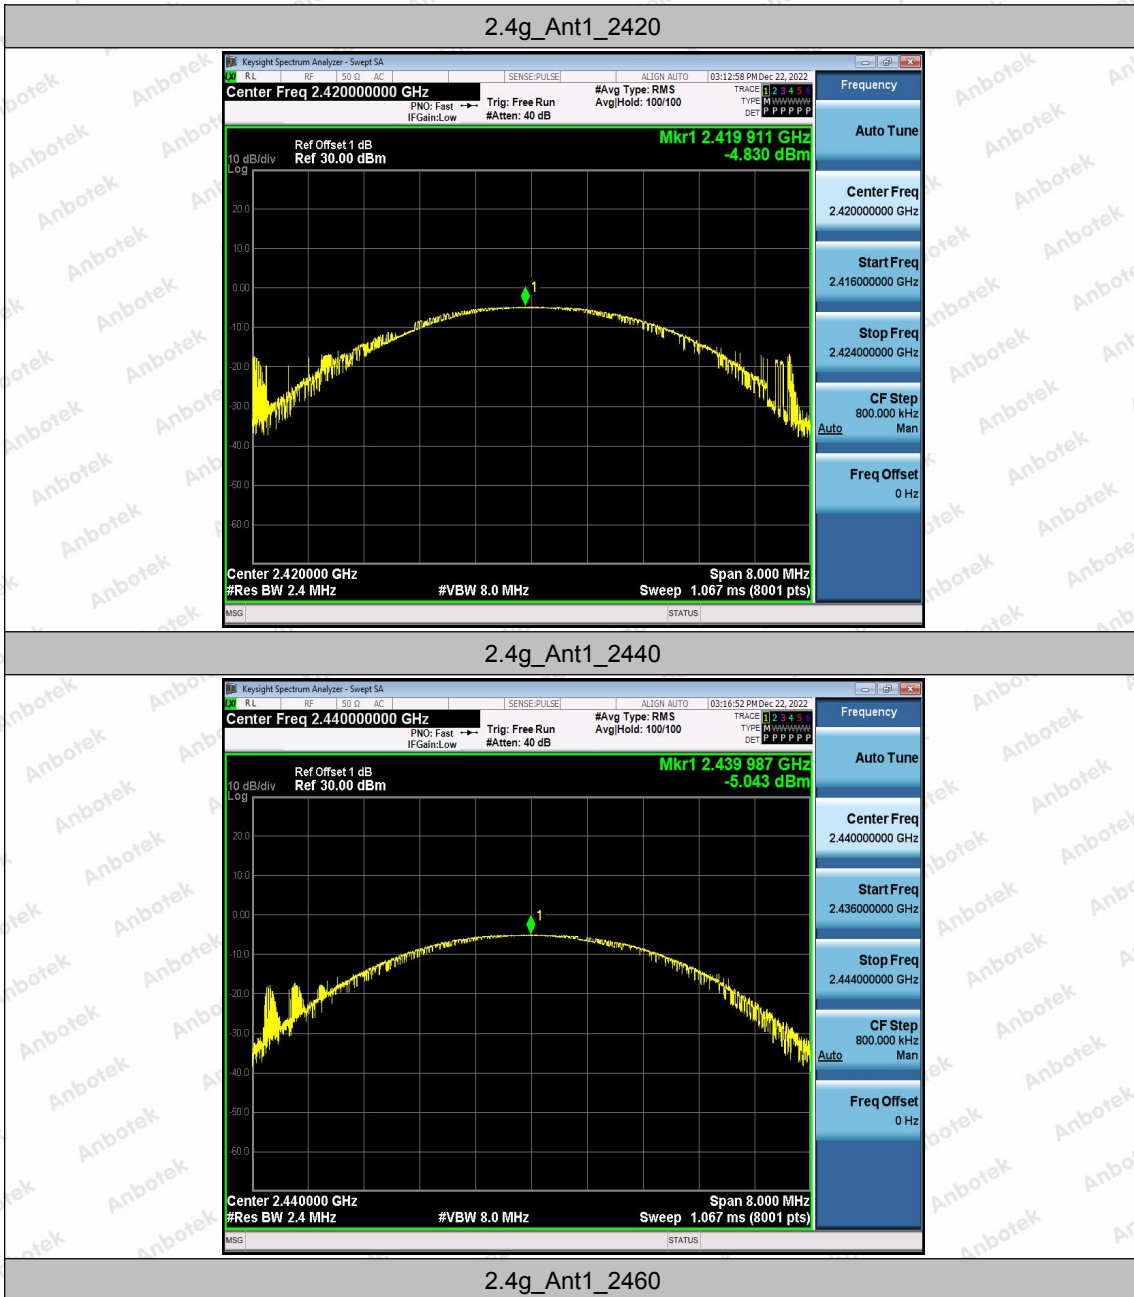 2.4g_Ant1_2420
Keysight Spectrum Analyzer - Swept SA
RL RF 50 Ω AC SENSE:PULSE ALIGN AUTO 03:12:58 PM Dec 22, 2022
Center Freq 2.420000000 GHz
PNO: Fast
IFGain:Low
Trig: Free Run
#Atten: 40 dB
#Avg Type: RMS
Avg|Hold: 100/100
TRACE 1 2 3 4 5 6
TYPE M W W W W W
DET P P P P P P
Ref Offset 1 dB
10 dB/div Ref 30.00 dBm
Log
Mkr1 2.419 911 GHz
-4.830 dBm
20.0
10.0
0.00
-10.0
-20.0
-30.0
-40.0
-50.0
-60.0
1
Center 2.420000 GHz Span 8.000 MHz
#Res BW 2.4 MHz #VBW 8.0 MHz Sweep 1.067 ms (8001 pts)
MSG STATUS
Frequency
Auto Tune
Center Freq
2.420000000 GHz
Start Freq
2.416000000 GHz
Stop Freq
2.424000000 GHz
CF Step
800.000 kHz
Auto Man
Freq Offset
0 Hz
2.4g_Ant1_2440
Keysight Spectrum Analyzer - Swept SA
RL RF 50 Ω AC SENSE:PULSE ALIGN AUTO 03:16:52 PM Dec 22, 2022
Center Freq 2.440000000 GHz
PNO: Fast
IFGain:Low
Trig: Free Run
#Atten: 40 dB
#Avg Type: RMS
Avg|Hold: 100/100
TRACE 1 2 3 4 5 6
TYPE M W W W W W
DET P P P P P P
Ref Offset 1 dB
10 dB/div Ref 30.00 dBm
Log
Mkr1 2.439 987 GHz
-5.043 dBm
20.0
10.0
0.00
-10.0
-20.0
-30.0
-40.0
-50.0
-60.0
1
Center 2.440000 GHz Span 8.000 MHz
#Res BW 2.4 MHz #VBW 8.0 MHz Sweep 1.067 ms (8001 pts)
MSG STATUS
Frequency
Auto Tune
Center Freq
2.440000000 GHz
Start Freq
2.436000000 GHz
Stop Freq
2.444000000 GHz
CF Step
800.000 kHz
Auto Man
Freq Offset
0 Hz
2.4g_Ant1_2460
Anbotek